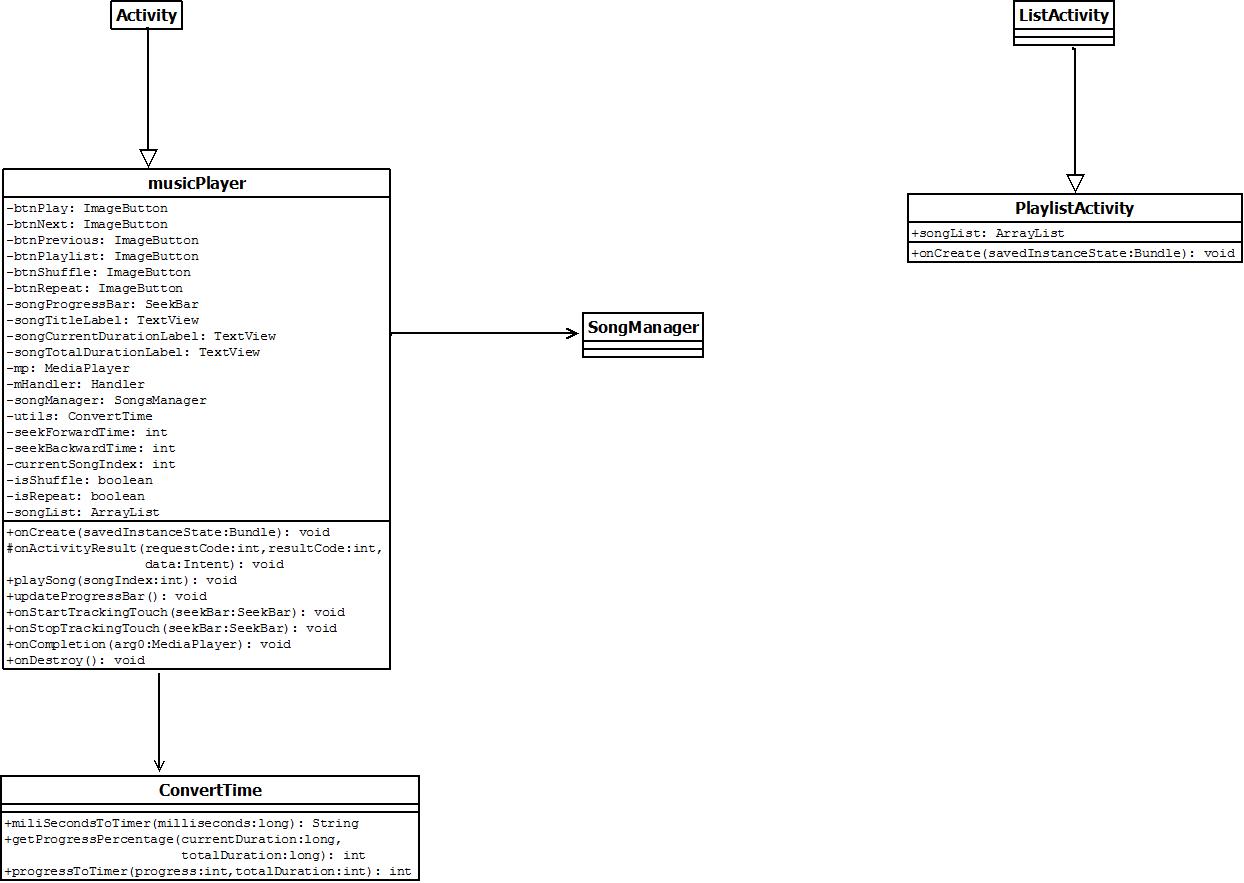 Activity
ListActivity
musicPlayer
-btnPlay: ImageButton
-btnNext: ImageButton
-btnPrevious: ImageButton
-btnPlaylist: ImageButton
-btnShuffle: ImageButton
-btnRepeat: ImageButton
-songProgressBar: SeekBar
-songTitleLabel: TextView
-songCurrentDurationLabel: TextView
-songTotalDurationLabel: TextView
-mp: MediaPlayer
-mHandler: Handler
-songManager: SongsManager
-utils: ConvertTime
-seekForwardTime: int
-seekBackwardTime: int
-currentSongIndex: int
-isShuffle: boolean
-isRepeat: boolean
-songList: ArrayList
+onCreate(savedInstanceState:Bundle): void
#onActivityResult(requestCode:int,resultCode:int,
data:Intent): void
+playSong(songIndex:int): void
+updateProgressBar(): void
+onStartTrackingTouch(seekBar:SeekBar): void
+onStopTrackingTouch(seekBar:SeekBar): void
+onCompletion(arg0:MediaPlayer): void
+onDestroy(): void
PlaylistActivity
+songList: ArrayList
+onCreate(savedInstanceState:Bundle): void
SongManager
ConvertTime
+miliSecondsToTimer(milliseconds:long): String
+getProgressPercentage(currentDuration:long,
totalDuration:long): int
+progressToTimer(progress:int,totalDuration:int): int